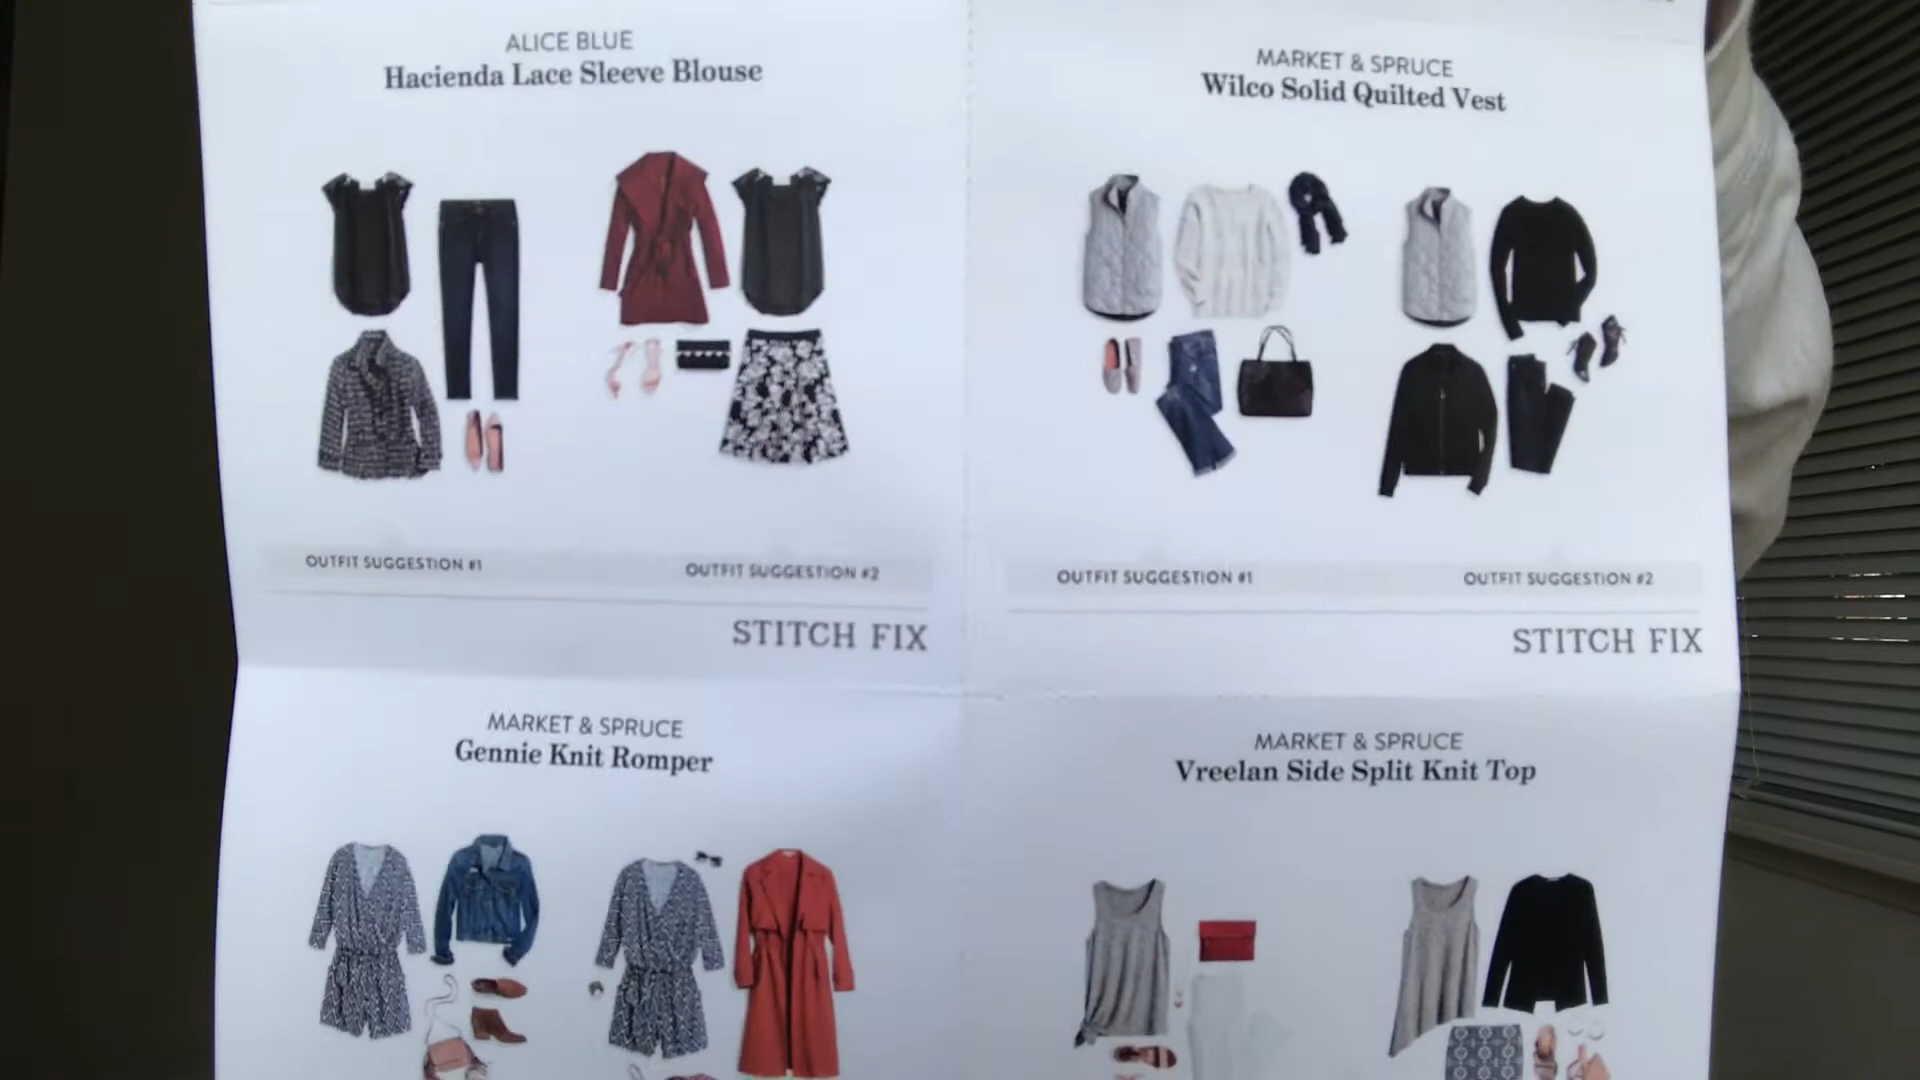 ALICE BLUE
Hacienda Lace Sleeve Blouse
OUTFIT SUGGESTION #1
OUTFIT SUGGESTION #2
STITCH FIX
MARKET & SPRUCE
Wilco Solid Quilted Vest
OUTFIT SUGGESTION #1
OUTFIT SUGGESTION #2
STITCH FIX
MARKET & SPRUCE
Gennie Knit Romper
MARKET & SPRUCE
Vreelan Side Split Knit Top